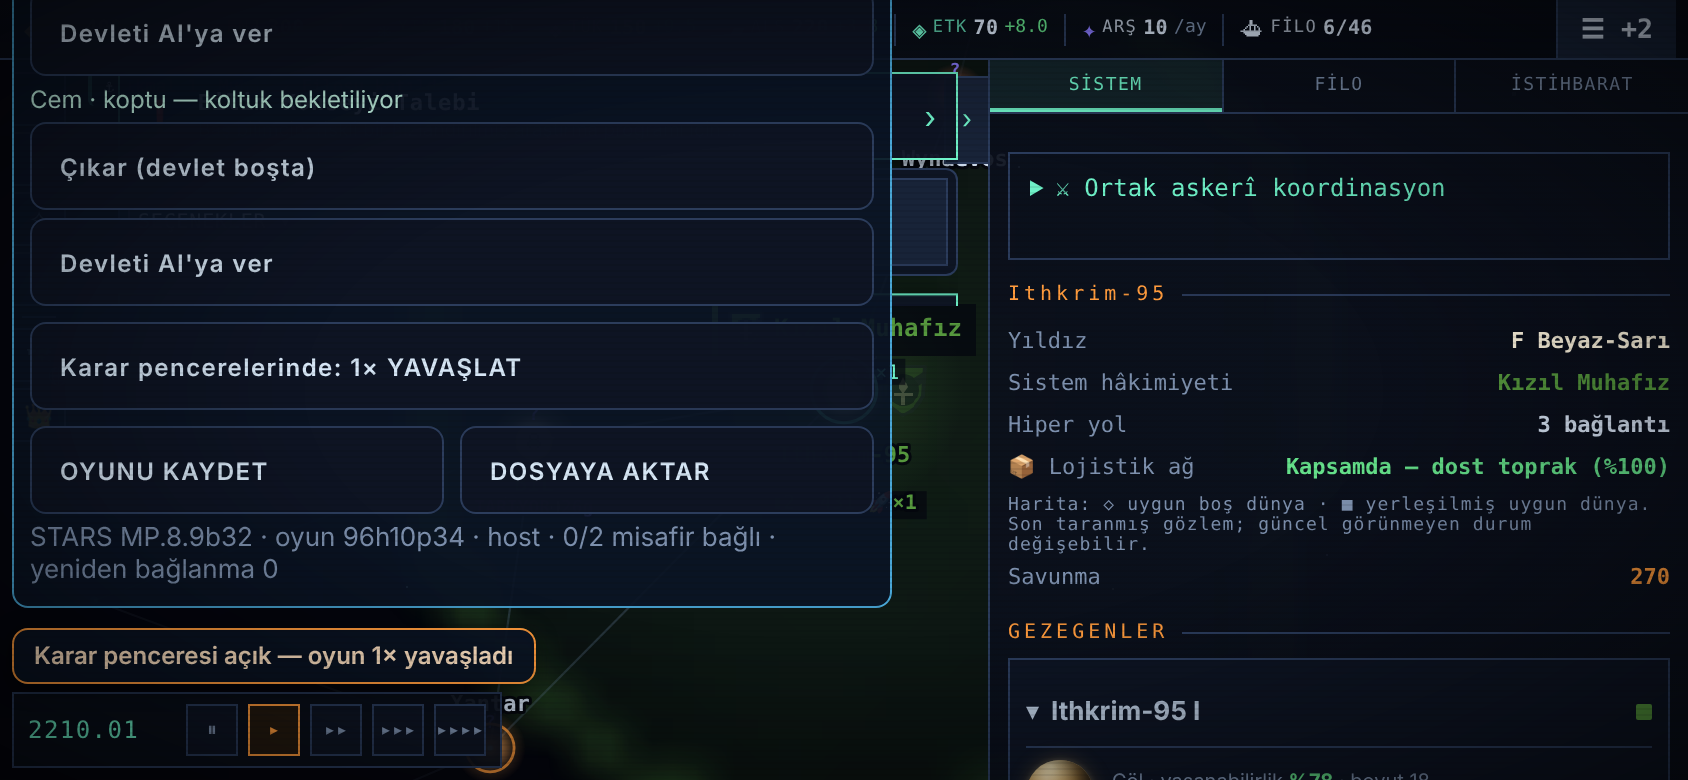 Devleti AI'ya ver
Cem · koptu — koltuk bekletiliyor
Çıkar (devlet boşta)
Devleti AI'ya ver
Karar pencerelerinde: 1× YAVAŞLAT
OYUNU KAYDET
DOSYAYA AKTAR
STARS MP.8.9b32 · oyun 96h10p34 · host · 0/2 misafir bağlı ·
yeniden bağlanma 0
Karar penceresi açık — oyun 1× yavaşladı
2210.01
ETK 70 +8.0
ARŞ 10 /ay
FİLO 6/46
☰ +2
SİSTEM
FİLO
İSTİHBARAT
▶ ⚔ Ortak askerî koordinasyon
Ithkrim-95
Yıldız F Beyaz-Sarı
Sistem hâkimiyeti Kızıl Muhafız
Hiper yol 3 bağlantı
📦 Lojistik ağ Kapsamda — dost toprak (%100)
Harita: ◇ uygun boş dünya · ■ yerleşilmiş uygun dünya.
Son taranmış gözlem; güncel görünmeyen durum
değişebilir.
Savunma 270
GEZEGENLER
▼ Ithkrim-95 I
Çöl · yaşanabilirlik %78 · boyut 18
hafız
×1